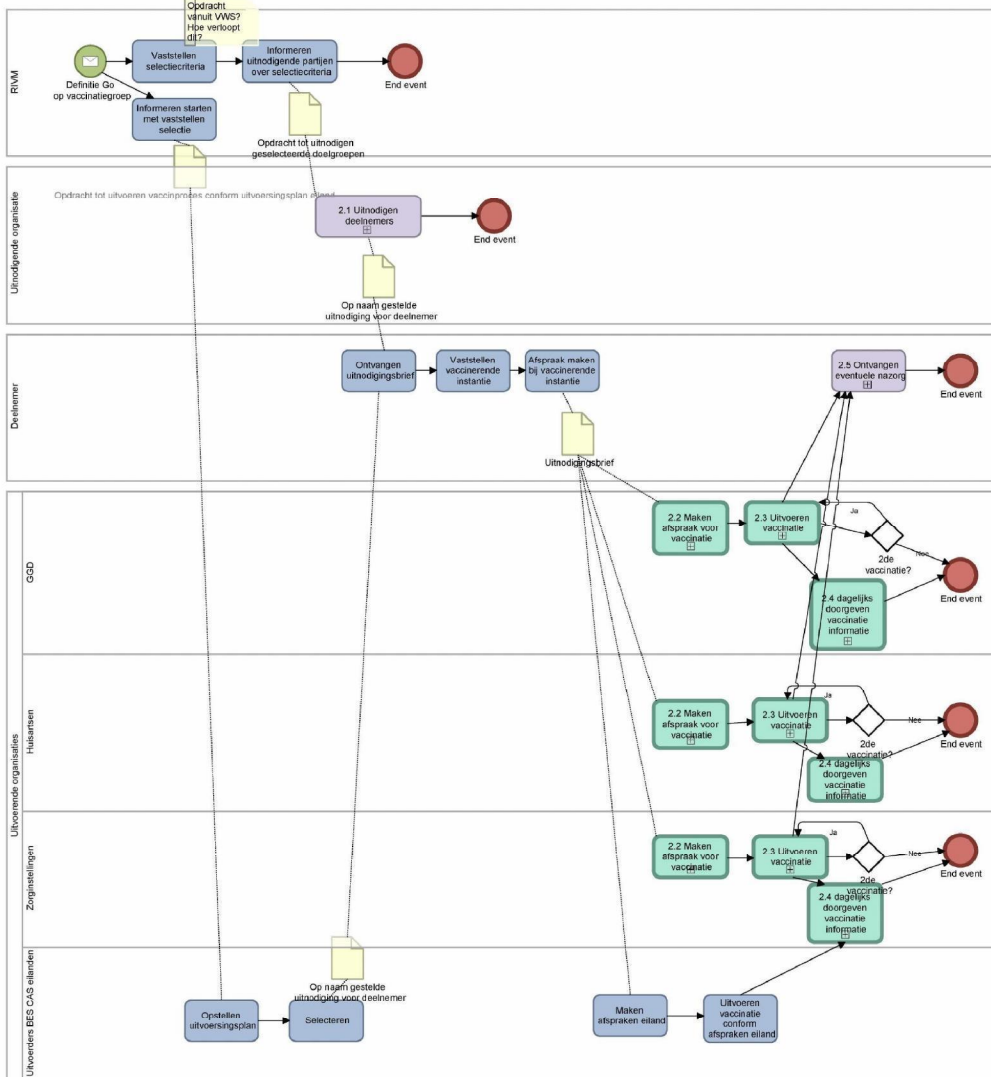 Opdracht
vanuit VWS?
Hoe verloopt
dit?
RIVM
Definitie Go
op vaccinatiegroep
Vaststellen
selectiecriteria
Informeren
uitnodigende partijen
over selectiecriteria
End event
Informeren starten
met vaststellen
selectie
Opdracht tot uitnodigen
geselecteerde doelgroepen
Uitnodigende organisatie
Opdracht tot uitvoeren vaccinproces conform uitvoersingsplan eiland
2.1 Uitnodigen
deelnemers
End event
Op naam gestelde
uitnodiging voor deelnemer
Deelnemer
Ontvangen
uitnodigingsbrief
Vaststellen
vaccinerende
instantie
Afspraak maken
bij vaccinerende
instantie
2.5 Ontvangen
eventuele nazorg
End event
Uitnodigingsbrief
Uitvoerende organisaties
GGD
2.2 Maken
afspraak voor
vaccinatie
2.3 Uitvoeren
vaccinatie
Ja
2de
vaccinatie?
Nee
End event
2.4 dagelijks
doorgeven
vaccinatie
informatie
Huisartsen
2.2 Maken
afspraak voor
vaccinatie
2.3 Uitvoeren
vaccinatie
Ja
2de
vaccinatie?
Nee
End event
2.4 dagelijks
doorgeven
vaccinatie
informatie
Zorginstellingen
2.2 Maken
afspraak voor
vaccinatie
2.3 Uitvoeren
vaccinatie
Ja
2de
vaccinatie?
Nee
End event
2.4 dagelijks
doorgeven
vaccinatie
informatie
Uitvoerders BES CAS eilanden
Op naam gestelde
uitnodiging voor deelnemer
Opstellen
uitvoersingsplan
Selecteren
Maken
afspraken eiland
Uitvoeren
vaccinatie
conform
afspraken eiland